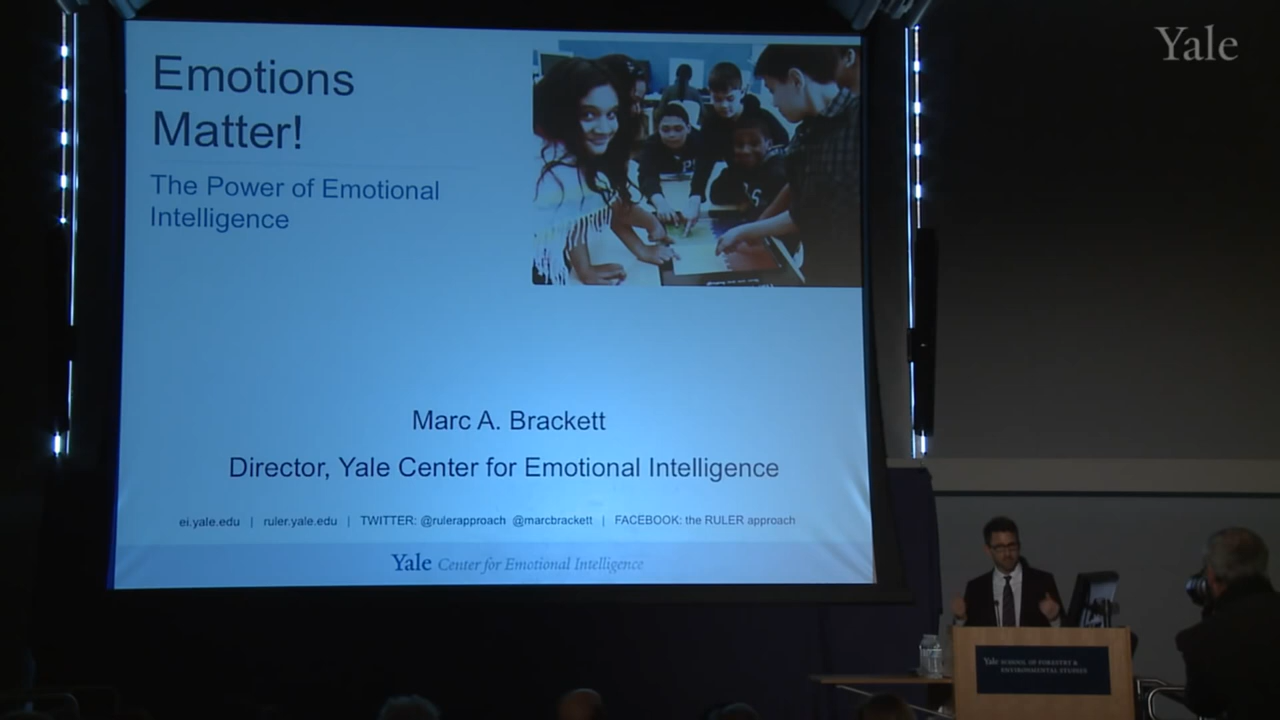 Yale
Emotions
Matter!
The Power of Emotional
Intelligence
Marc A. Brackett
Director, Yale Center for Emotional Intelligence
ei.yale.edu | ruler.yale.edu | TWITTER: @rulerapproach @marcbrackett | FACEBOOK: the RULER approach
Yale Center for Emotional Intelligence
Yale SCHOOL OF FORESTRY &
ENVIRONMENTAL STUDIES